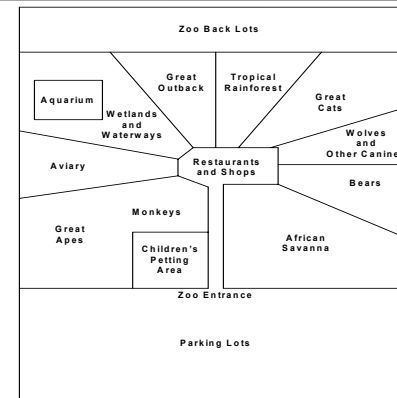 Zoo Back Lots
Great
Outback
Tropical
Rainforest
Great
Cats
Aquarium
Wetlands
and
Waterways
Wolves
and
Other Canine
Aviary
Restaurants
and Shops
Bears
Monkeys
Great
Apes
Children's
Petting
Area
African
Savanna
Zoo Entrance
Parking Lots